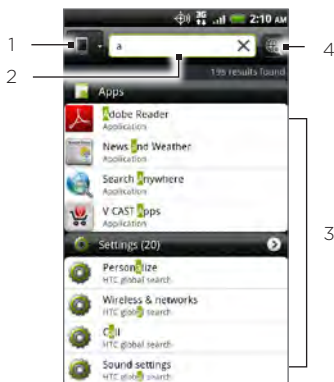 3G 2:10 AM
1
a
4
2
195 results found
Apps
Adobe Reader
Application
News and Weather
Application
Search Anywhere
Application
V CAST Apps
Application
3
Settings (20)
Personalize
HTC global search
Wireless & networks
HTC global search
Call
HTC global search
Sound settings
HTC global search